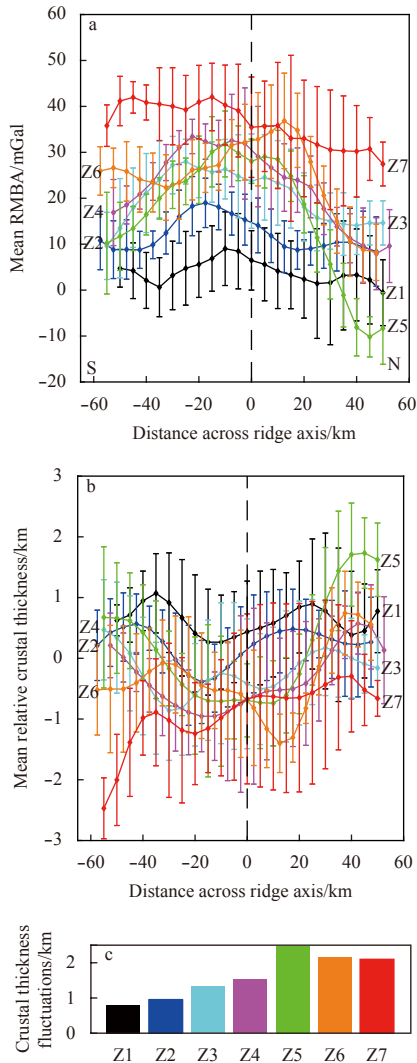 a
60
50
40
30
20
10
0
−10
−20
Mean RMBA/mGal
Z6
Z4
Z2
Z7
Z3
Z1
Z5
S
N
−60 −40 −20 0 20 40 60
Distance across ridge axis/km
b
3
2
1
0
−1
−2
−3
Mean relative crustal thickness/km
Z4
Z2
Z6
Z5
Z1
Z3
Z7
−60 −40 −20 0 20 40 60
Distance across ridge axis/km
c
2
1
0
Crustal thickness
fluctuations/km
Z1 Z2 Z3 Z4 Z5 Z6 Z7